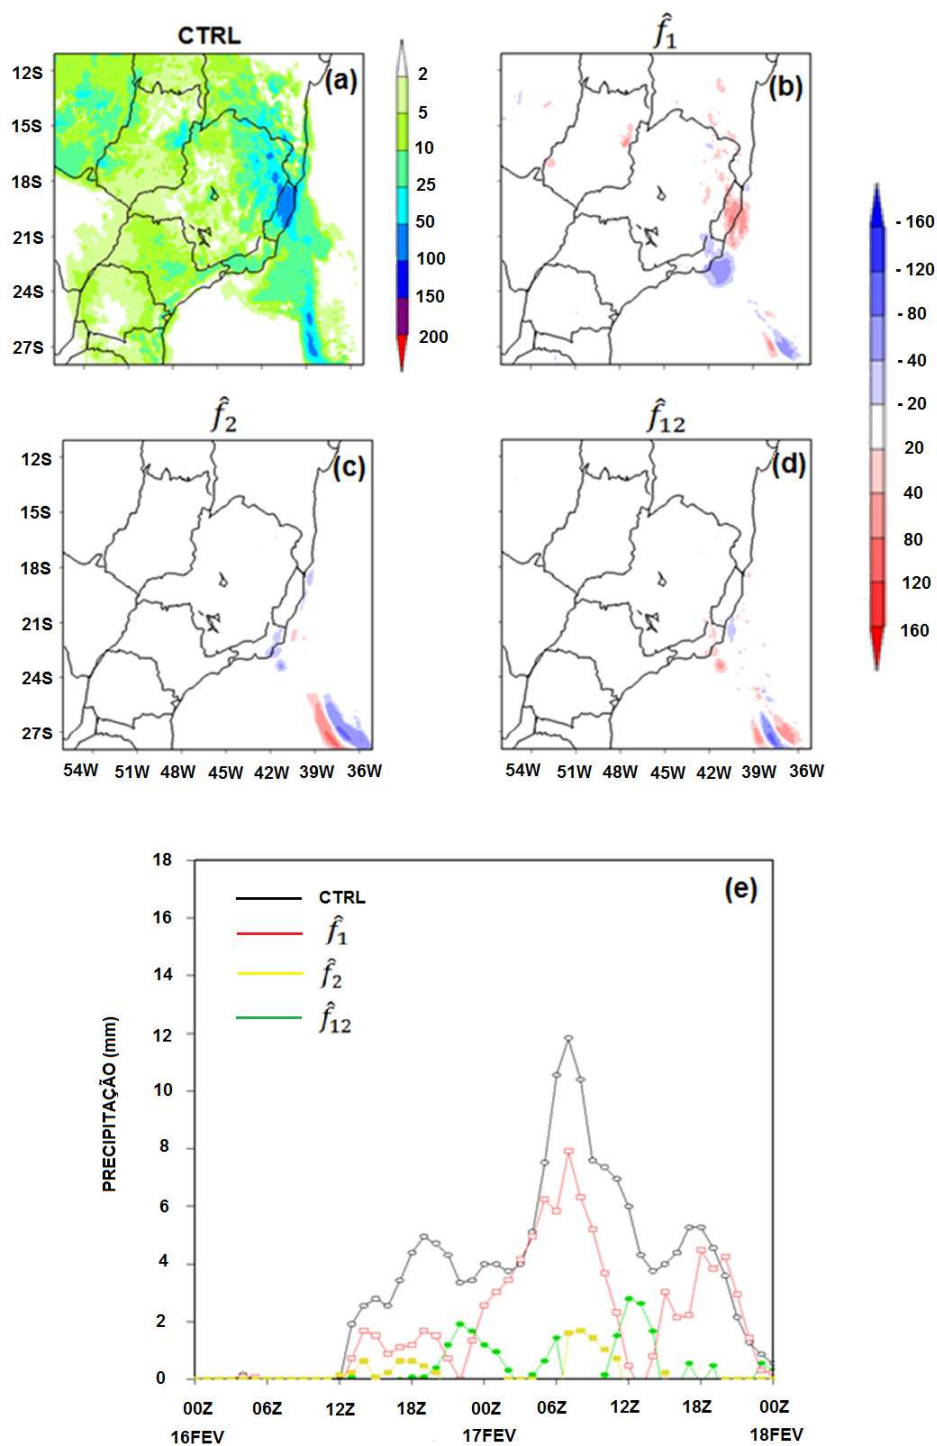 CTRL
f̂1
(a)
(b)
12S
15S
18S
21S
24S
27S
2
5
10
25
50
100
150
200
- 160
- 120
- 80
- 40
- 20
20
40
80
120
160
f̂2
f̂12
(c)
(d)
12S
15S
18S
21S
24S
27S
54W 51W 48W 45W 42W 39W 36W
54W 51W 48W 45W 42W 39W 36W
(e)
CTRL
f̂1
f̂2
f̂12
PRECIPITAÇÃO (mm)
18
16
14
12
10
8
6
4
2
0
00Z 06Z 12Z 18Z 00Z 06Z 12Z 18Z 00Z
16FEV 17FEV 18FEV